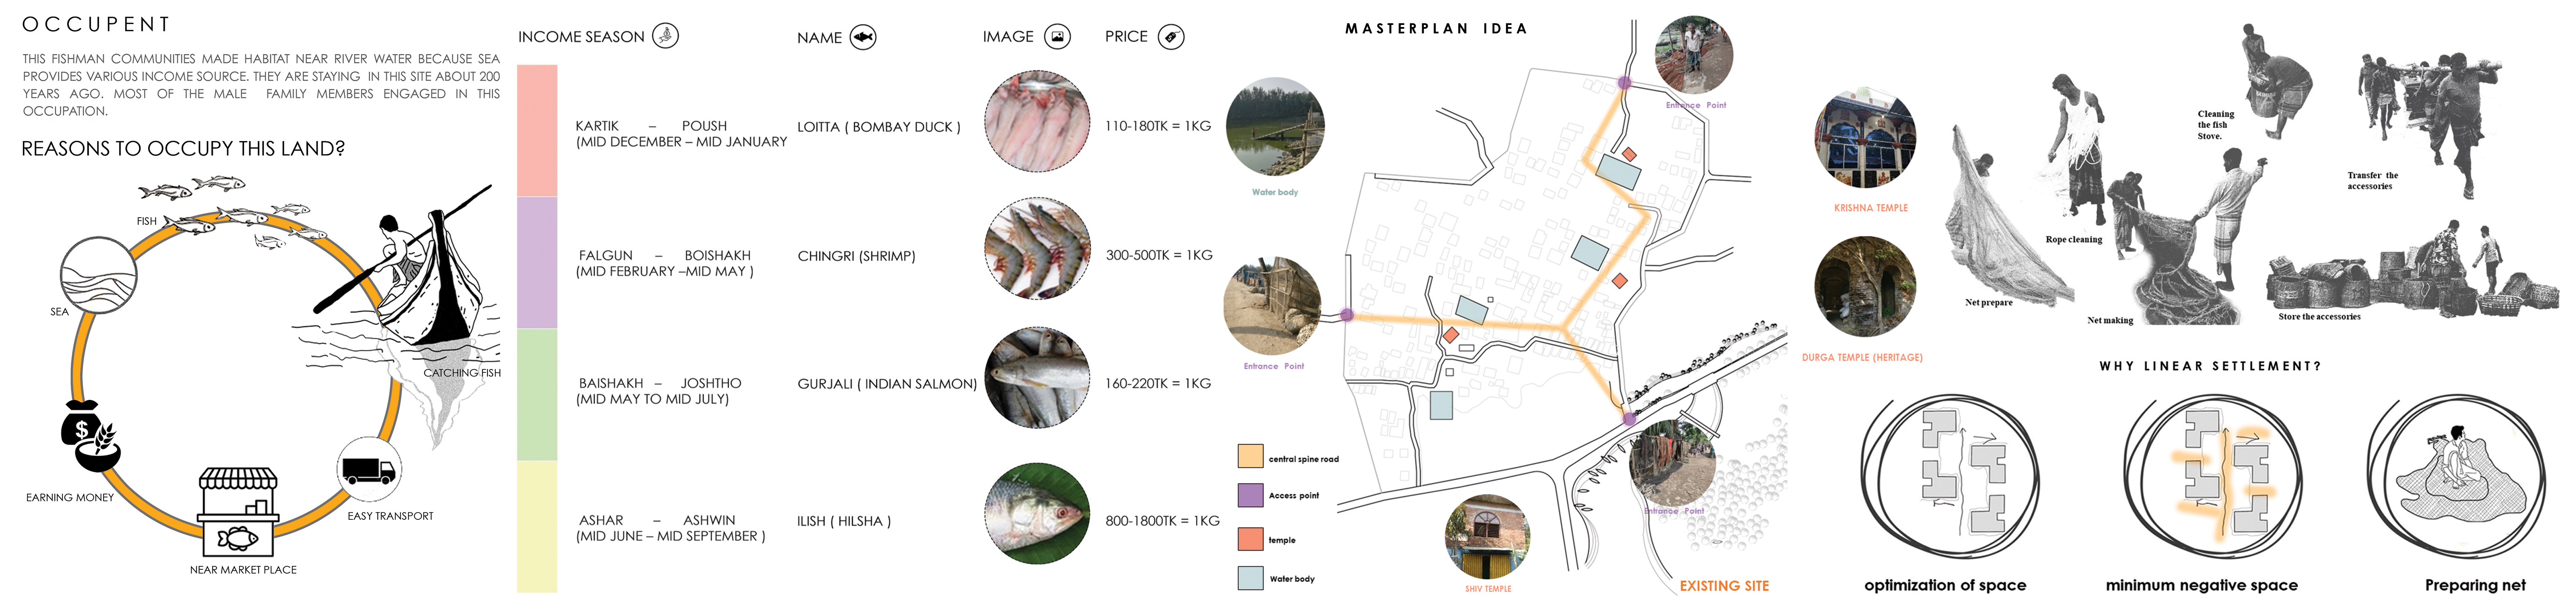 OCCUPENT
THIS FISHMAN COMMUNITIES MADE HABITAT NEAR RIVER WATER BECAUSE SEA
PROVIDES VARIOUS INCOME SOURCE. THEY ARE STAYING IN THIS SITE ABOUT 200
YEARS AGO. MOST OF THE MALE FAMILY MEMBERS ENGAGED IN THIS
OCCUPATION.
REASONS TO OCCUPY THIS LAND?
FISH
SEA
CATCHING FISH
$
EARNING MONEY
EASY TRANSPORT
NEAR MARKET PLACE
INCOME SEASON
NAME
IMAGE
PRICE
KARTIK – POUSH
(MID DECEMBER – MID JANUARY
LOITTA ( BOMBAY DUCK )
110-180TK = 1KG
FALGUN – BOISHAKH
(MID FEBRUARY –MID MAY )
CHINGRI (SHRIMP)
300-500TK = 1KG
BAISHAKH – JOSHTHO
(MID MAY TO MID JULY)
GURJALI ( INDIAN SALMON)
160-220TK = 1KG
ASHAR – ASHWIN
(MID JUNE – MID SEPTEMBER )
ILISH ( HILSHA )
800-1800TK = 1KG
MASTERPLAN IDEA
Entrance Point
Water body
Entrance Point
central spine road
Access point
temple
Water body
Entrance Point
SHIV TEMPLE
EXISTING SITE
KRISHNA TEMPLE
DURGA TEMPLE (HERITAGE)
Cleaning
the fish
Stove.
Transfer the
accessories
Rope cleaning
Net prepare
Net making
Store the accessories
WHY LINEAR SETTLEMENT?
optimization of space
minimum negative space
Preparing net